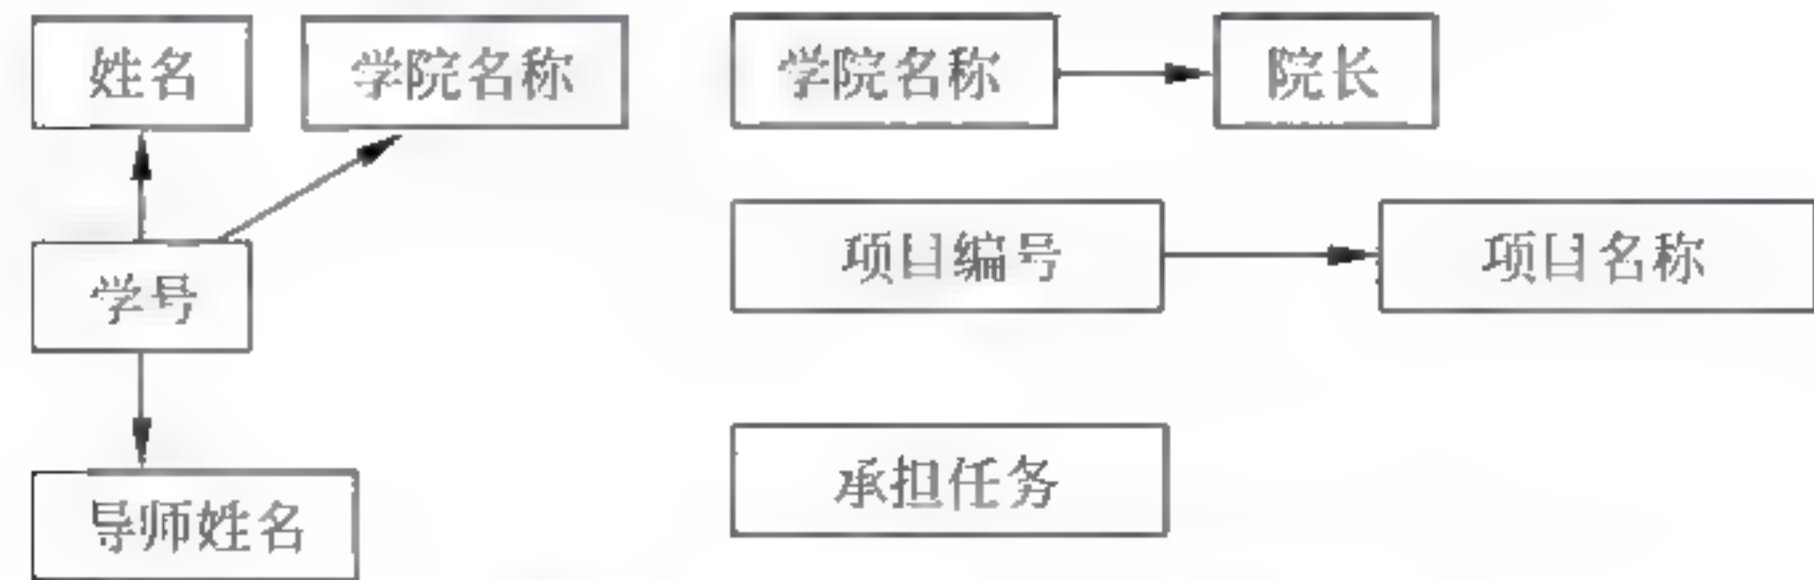 姓名
学院名称
学院名称
院长
学号
项目编号
项目名称
导师姓名
承担任务